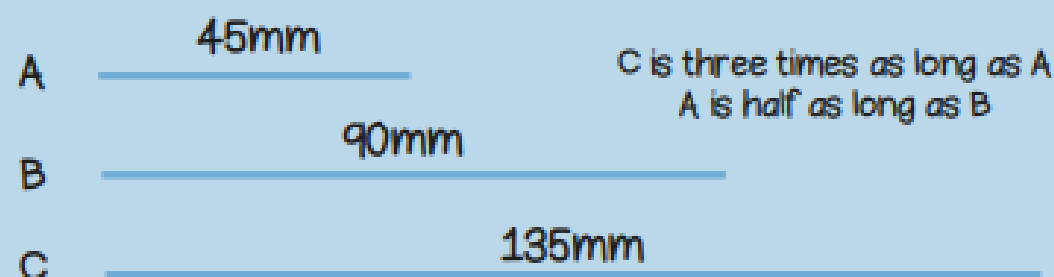 45mm
A
C is three times as long as A
A is half as long as B
90mm
B
135mm
C